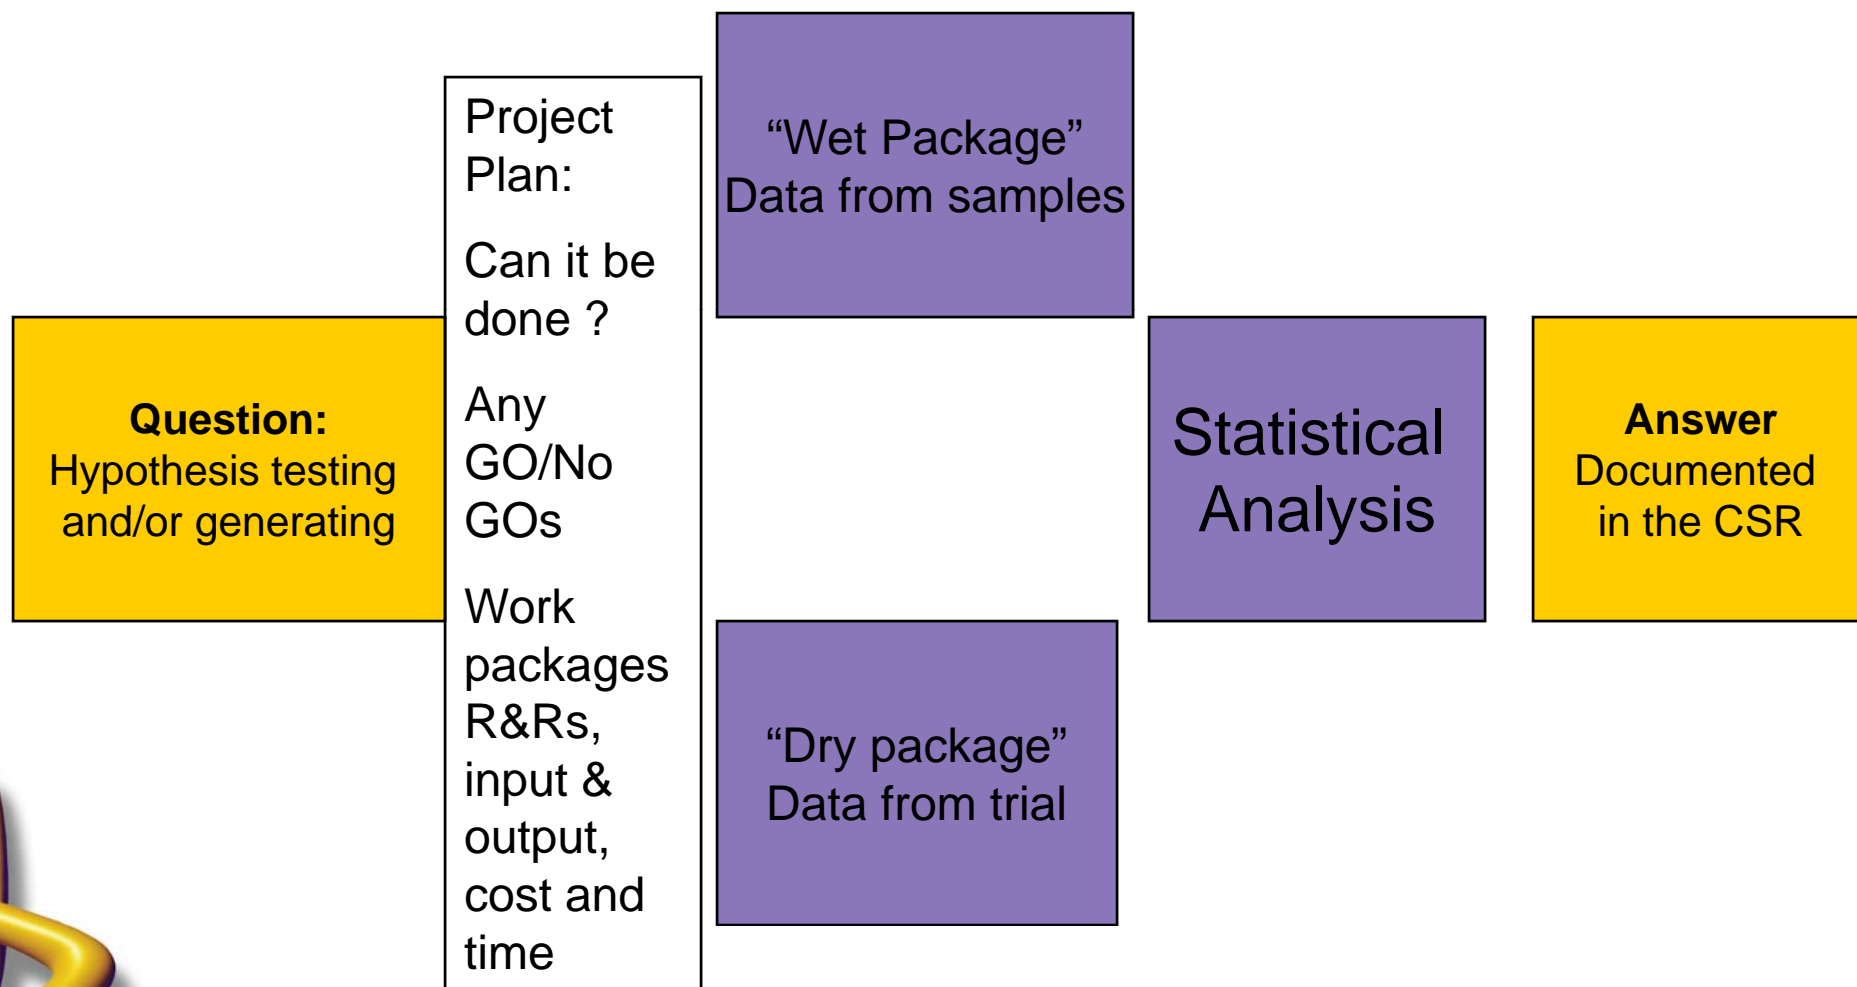 Question:
Hypothesis testing
and/or generating
Project
Plan:
Can it be
done ?
Any
GO/No
GOs
Work
packages
R&Rs,
input &
output,
cost and
time
“Wet Package”
Data from samples
“Dry package”
Data from trial
Statistical
Analysis
Answer
Documented
in the CSR